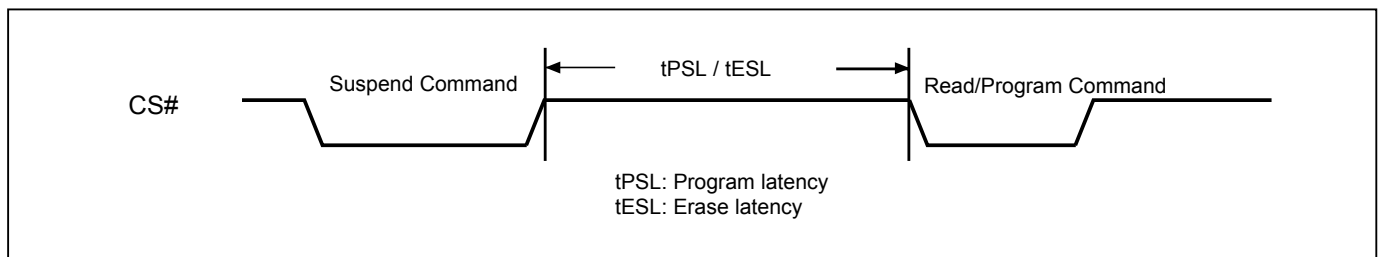 tPSL / tESL
Suspend Command
Read/Program Command
CS#
tPSL: Program latency
tESL: Erase latency